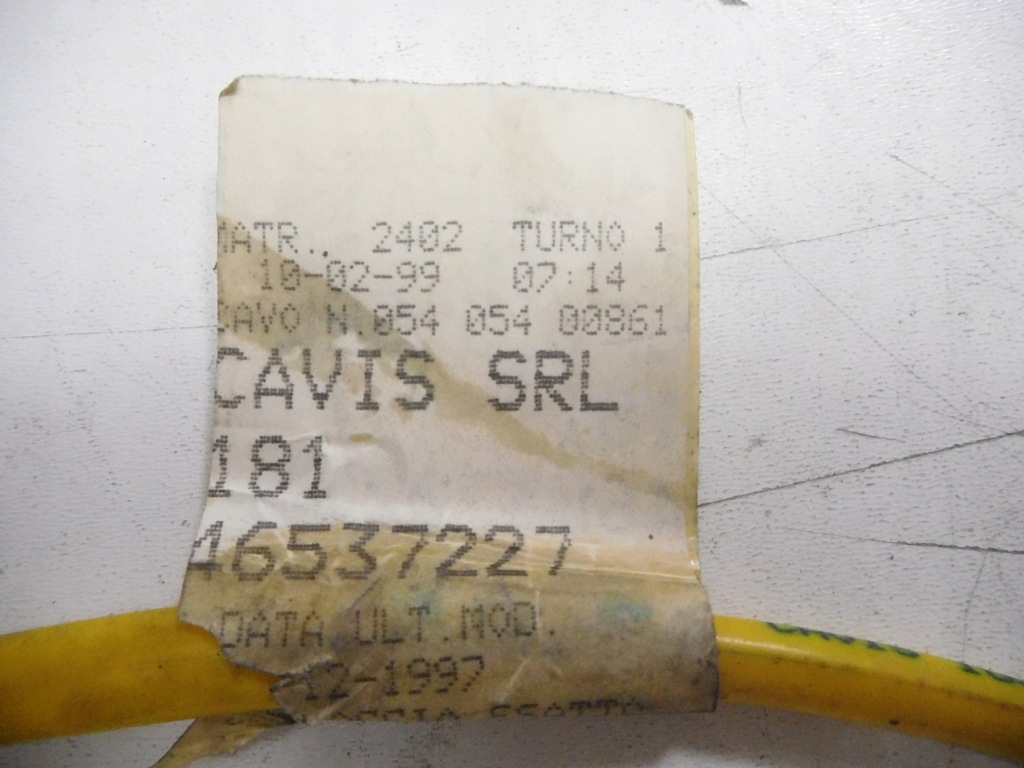 MATR.. 2402 TURNO 1
10-02-99 07:14
CAVO N.054 054 00861
CAVIS SRL
181
46537227
DATA ULT.MOD.
12-1997
ESATTO